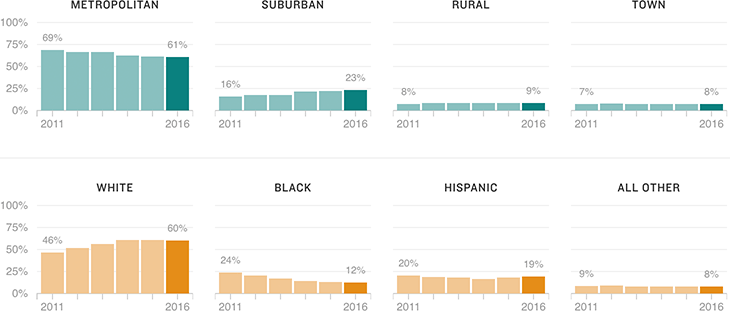 METROPOLITAN SUBURBAN RURAL TOWN
100%
69% 61%
75%
50%
16% 23% 8% 9% 7% 8%
25%
0%
2011 2016 2011 2016 2011 2016 2011 2016
WHITE BLACK HISPANIC ALL OTHER
100%
75%
46% 60%
50%
24% 12% 20% 19% 9% 8%
25%
0%
2011 2016 2011 2016 2011 2016 2011 2016